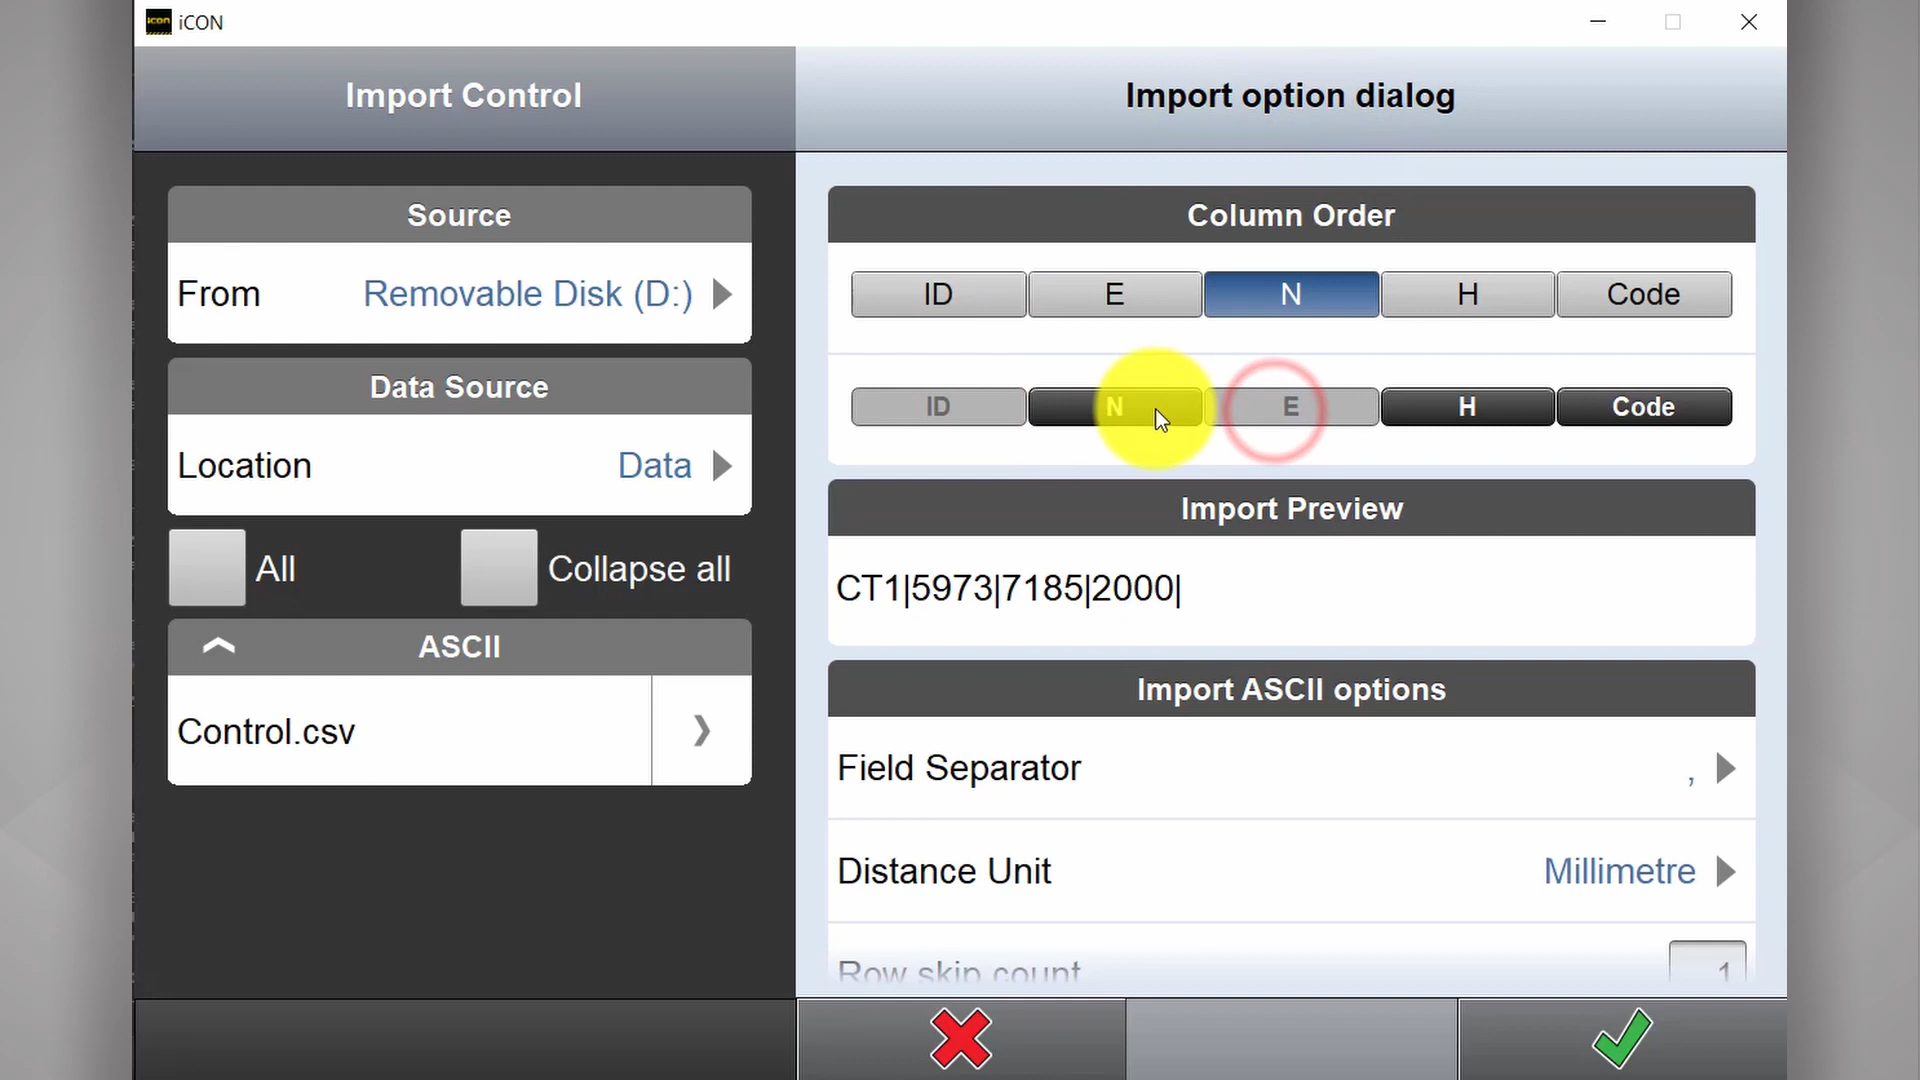 iCON
iCON
Import Control
Import option dialog
Source
From Removable Disk (D:)
Data Source
Location Data
All Collapse all
ASCII
Control.csv
Column Order
ID E N H Code
ID N E H Code
Import Preview
CT1|5973|7185|2000|
Import ASCII options
Field Separator ,
Distance Unit Millimetre
Row skip count 1